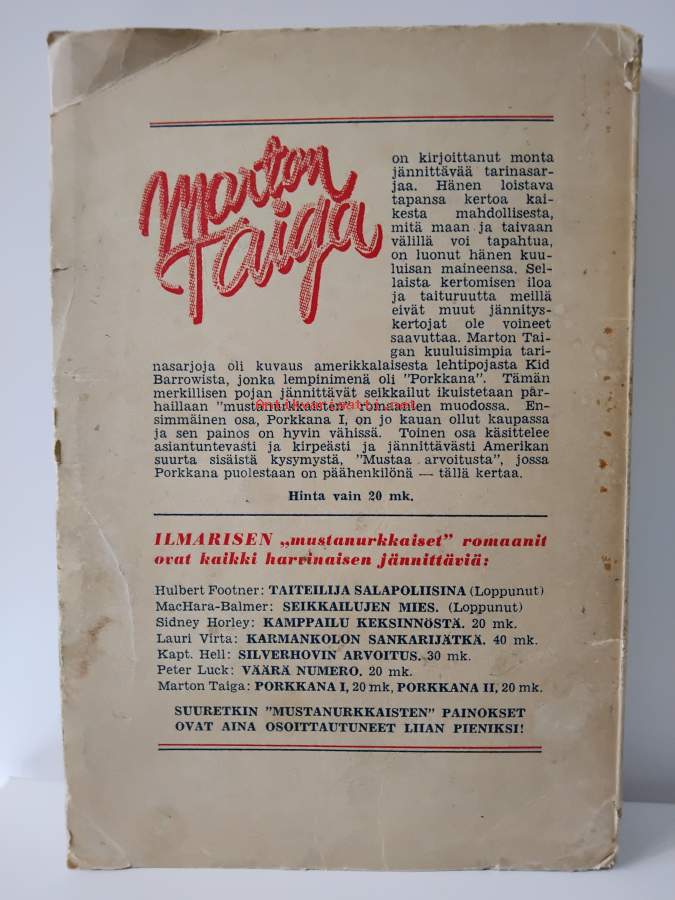 Marton
Taiga
on kirjoittanut monta
jännittävää tarinasar-
jaa. Hänen loistava
tapansa kertoa kai-
kesta mahdollisesta,
mitä maan ja taivaan
välillä voi tapahtua,
on luonut hänen kuu-
luisan maineensa. Sel-
laista kertomisen iloa
ja taituruutta meillä
eivät muut jännitys-
kertojat ole voineet
saavuttaa. Marton Tai-
gan kuuluisimpia tari-
nasarjoja oli kuvaus amerikkalaisesta lehtipojasta Kid
Barrowista, jonka lempinimenä oli "Porkkana". Tämän
merkillisen pojan jännittävät seikkailut ikuistetaan par-
haillaan "mustanurkkaisten" romaanien muodossa. En-
simmäinen osa, Porkkana I, on jo kauan ollut kaupassa
ja sen painos on hyvin vähissä. Toinen osa käsittelee
asiantuntevasti ja kirpeästi ja jännittävästi Amerikan
suurta sisäistä kysymystä, "Mustaa arvoitusta", jossa
Porkkana puolestaan on päähenkilönä — tällä kertaa.
Hinta vain 20 mk.
ILMARISEN „mustanurkkaiset" romaanit
ovat kaikki harvinaisen jännittäviä:
Hulbert Footner: TAITEILIJA SALAPOLIISINA (Loppunut)
MacHara-Balmer: SEIKKAILUJEN MIES. (Loppunut)
Sidney Horley: KAMPPAILU KEKSINNÖSTÄ. 20 mk.
Lauri Virta: KARMANKOLON SANKARIJÄTKÄ. 40 mk.
Kapt. Hell: SILVERHOVIN ARVOITUS. 30 mk.
Peter Luck: VÄÄRÄ NUMERO. 20 mk.
Marton Taiga: PORKKANA I, 20 mk, PORKKANA II, 20 mk.
SUURETKIN "MUSTANURKKAISTEN" PAINOKSET
OVAT AINA OSOITTAUTUNEET LIIAN PIENIKSI!